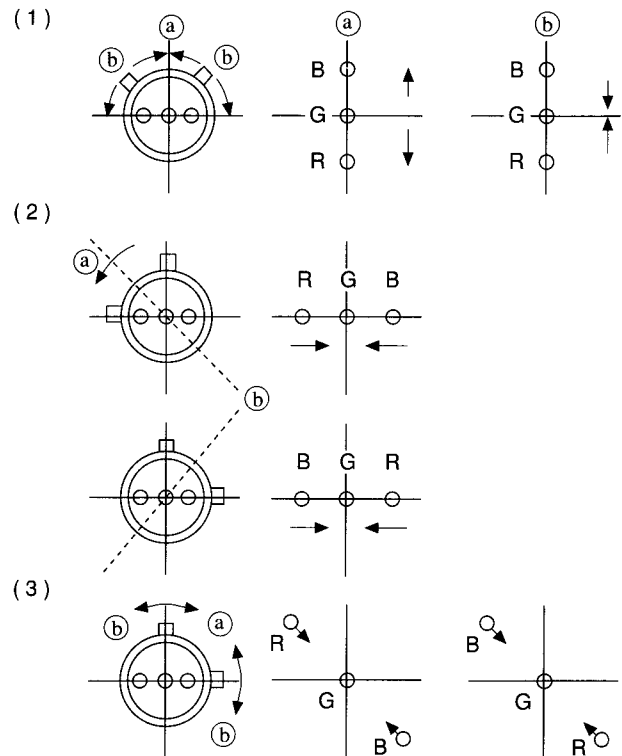 (1)
ⓐ ⓐ ⓑ
ⓑ ⓑ
B B
G G
R R
(2)
ⓐ
R G B
ⓑ
B G R
(3)
ⓑ ⓐ
R B
G G
ⓑ
B R